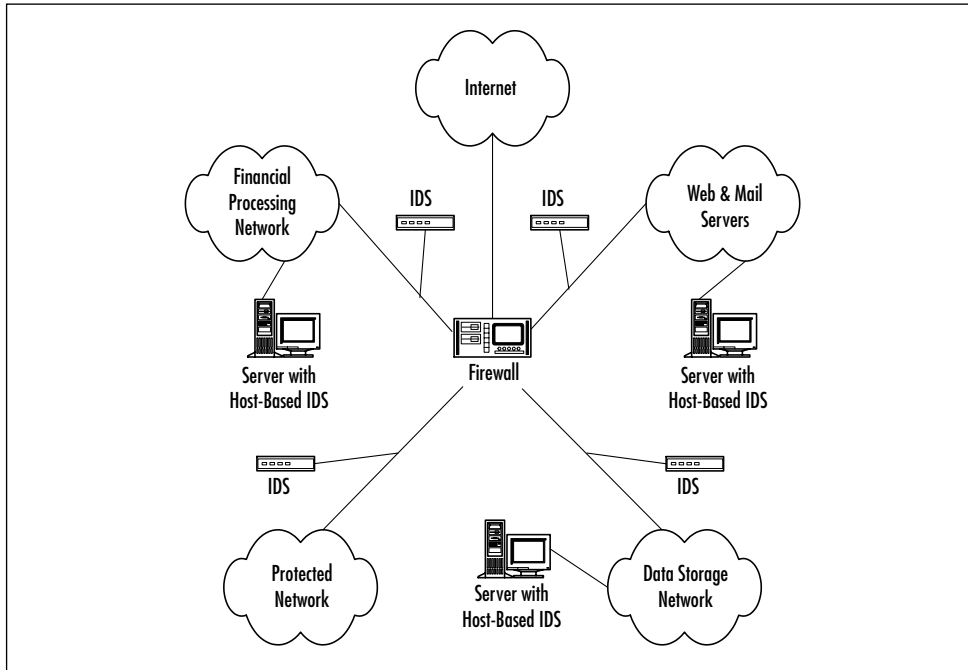 Internet
Financial
Processing
Network
IDS
IDS
Web & Mail
Servers
Server with
Host-Based IDS
Firewall
Server with
Host-Based IDS
IDS
IDS
Protected
Network
Server with
Host-Based IDS
Data Storage
Network